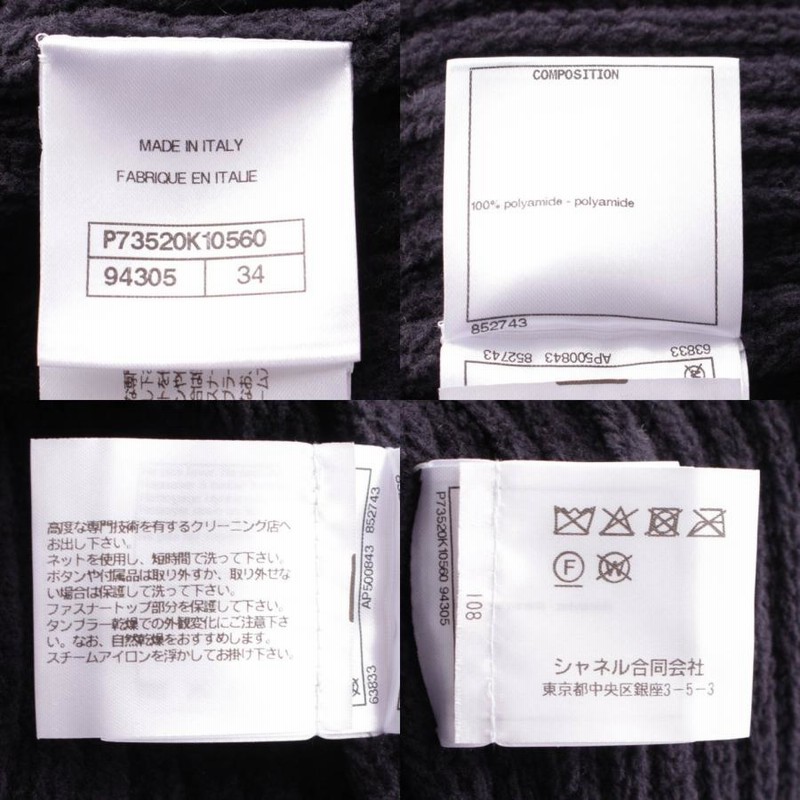 MADE IN ITALY
FABRIQUE EN ITALIE
P73520K10560
94305 34
COMPOSITION
100% polyamide - polyamide
852743
63833 AP500843 852743
高度な専門技術を有するクリーニング店へ
お出し下さい。
ネットを使用し、短時間で洗って下さい。
ボタンや付属品は取り外すか、取り外せな
い場合は保護して洗って下さい。
ファスナートップ部分を保護して下さい。
タンブラー乾燥での外観変化にご注意下さ
い。なお、自然乾燥をおすすめします。
スチームアイロンを浮かしてお掛け下さい。
63833 AP500843 852743
P73520K10560 94305
108
F
W
シャネル合同会社
東京都中央区銀座3-5-3